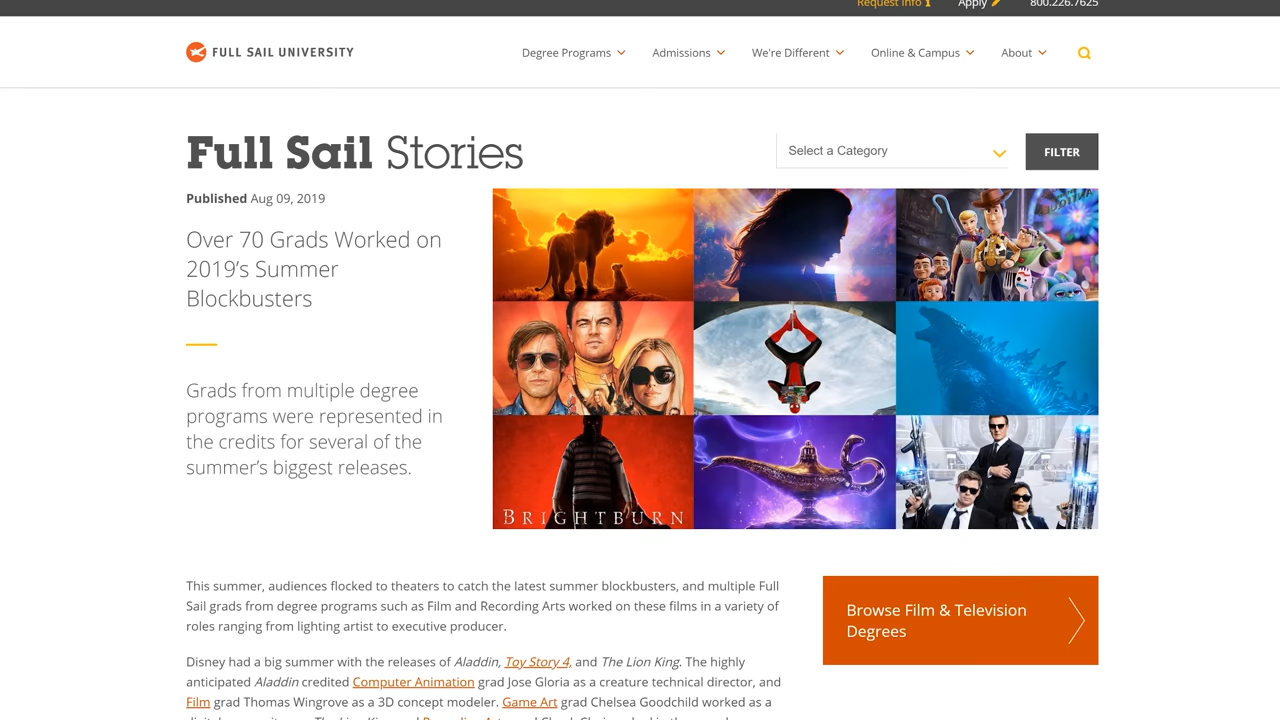 Request Info
Apply
800.226.7625
FULL SAIL UNIVERSITY
Degree Programs
Admissions
We're Different
Online & Campus
About
Full Sail Stories
Select a Category
FILTER
Published Aug 09, 2019
Over 70 Grads Worked on
2019's Summer
Blockbusters
Grads from multiple degree
programs were represented in
the credits for several of the
summer's biggest releases.
BRIGHTBURN
This summer, audiences flocked to theaters to catch the latest summer blockbusters, and multiple Full
Sail grads from degree programs such as Film and Recording Arts worked on these films in a variety of
roles ranging from lighting artist to executive producer.
Browse Film & Television
Degrees
Disney had a big summer with the releases of Aladdin, Toy Story 4, and The Lion King. The highly
anticipated Aladdin credited Computer Animation grad Jose Gloria as a creature technical director, and
Film grad Thomas Wingrove as a 3D concept modeler. Game Art grad Chelsea Goodchild worked as a